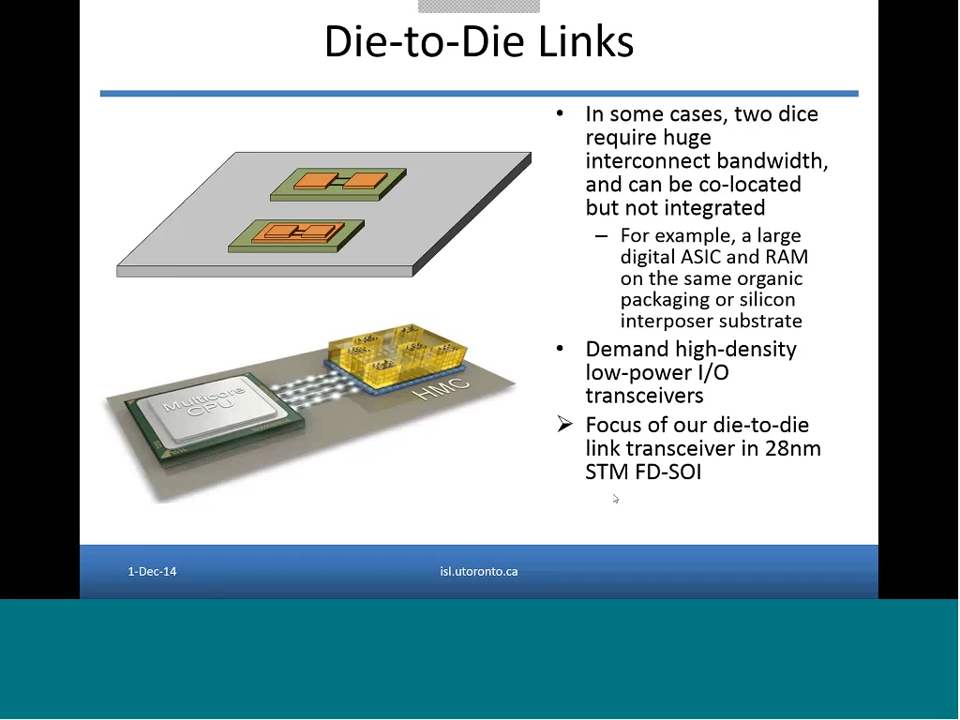 Die-to-Die Links
• In some cases, two dice
require huge
interconnect bandwidth,
and can be co-located
but not integrated
– For example, a large
digital ASIC and RAM
on the same organic
packaging or silicon
interposer substrate
• Demand high-density
low-power I/O
transceivers
➢ Focus of our die-to-die
link transceiver in 28nm
STM FD-SOI
Multicore
CPU
HMC
1-Dec-14
isl.utoronto.ca